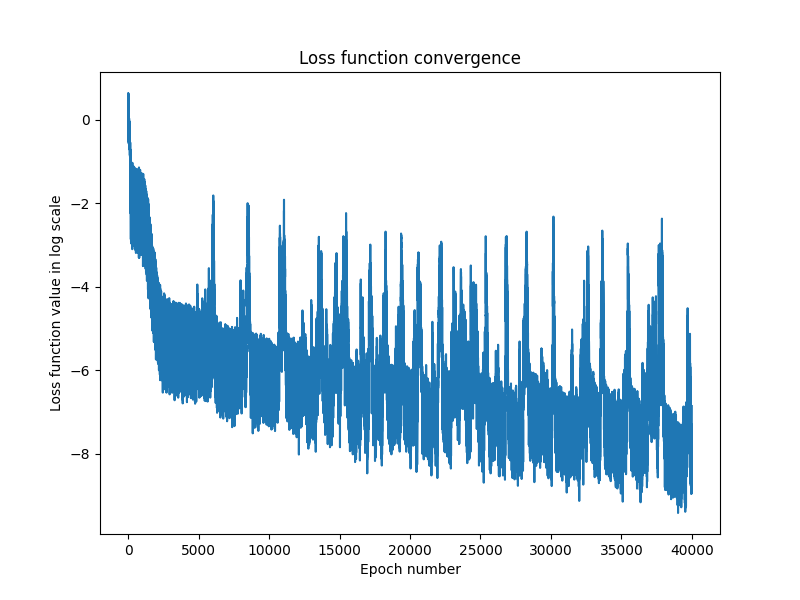 Loss function convergence
Loss function value in log scale
0
−2
−4
−6
−8
0 5000 10000 15000 20000 25000 30000 35000 40000
Epoch number